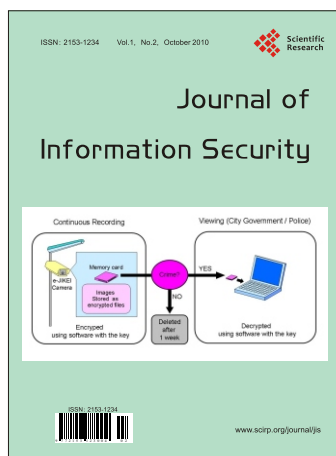 ISSN: 2153-1234 Vol.1, No.2, October 2010
Scientific
Research
Journal of
Information Security
Continuous Recording
Viewing (City Government / Police)
e-JIKEI
Camera
Memory card
Images
Stored as
encrypted files
Crime?
YES
NO
Deleted
after
1 week
Encrypted
using software with the key
Decrypted
using software with the key
ISSN: 2153-1234
www.scirp.org/journal/jis